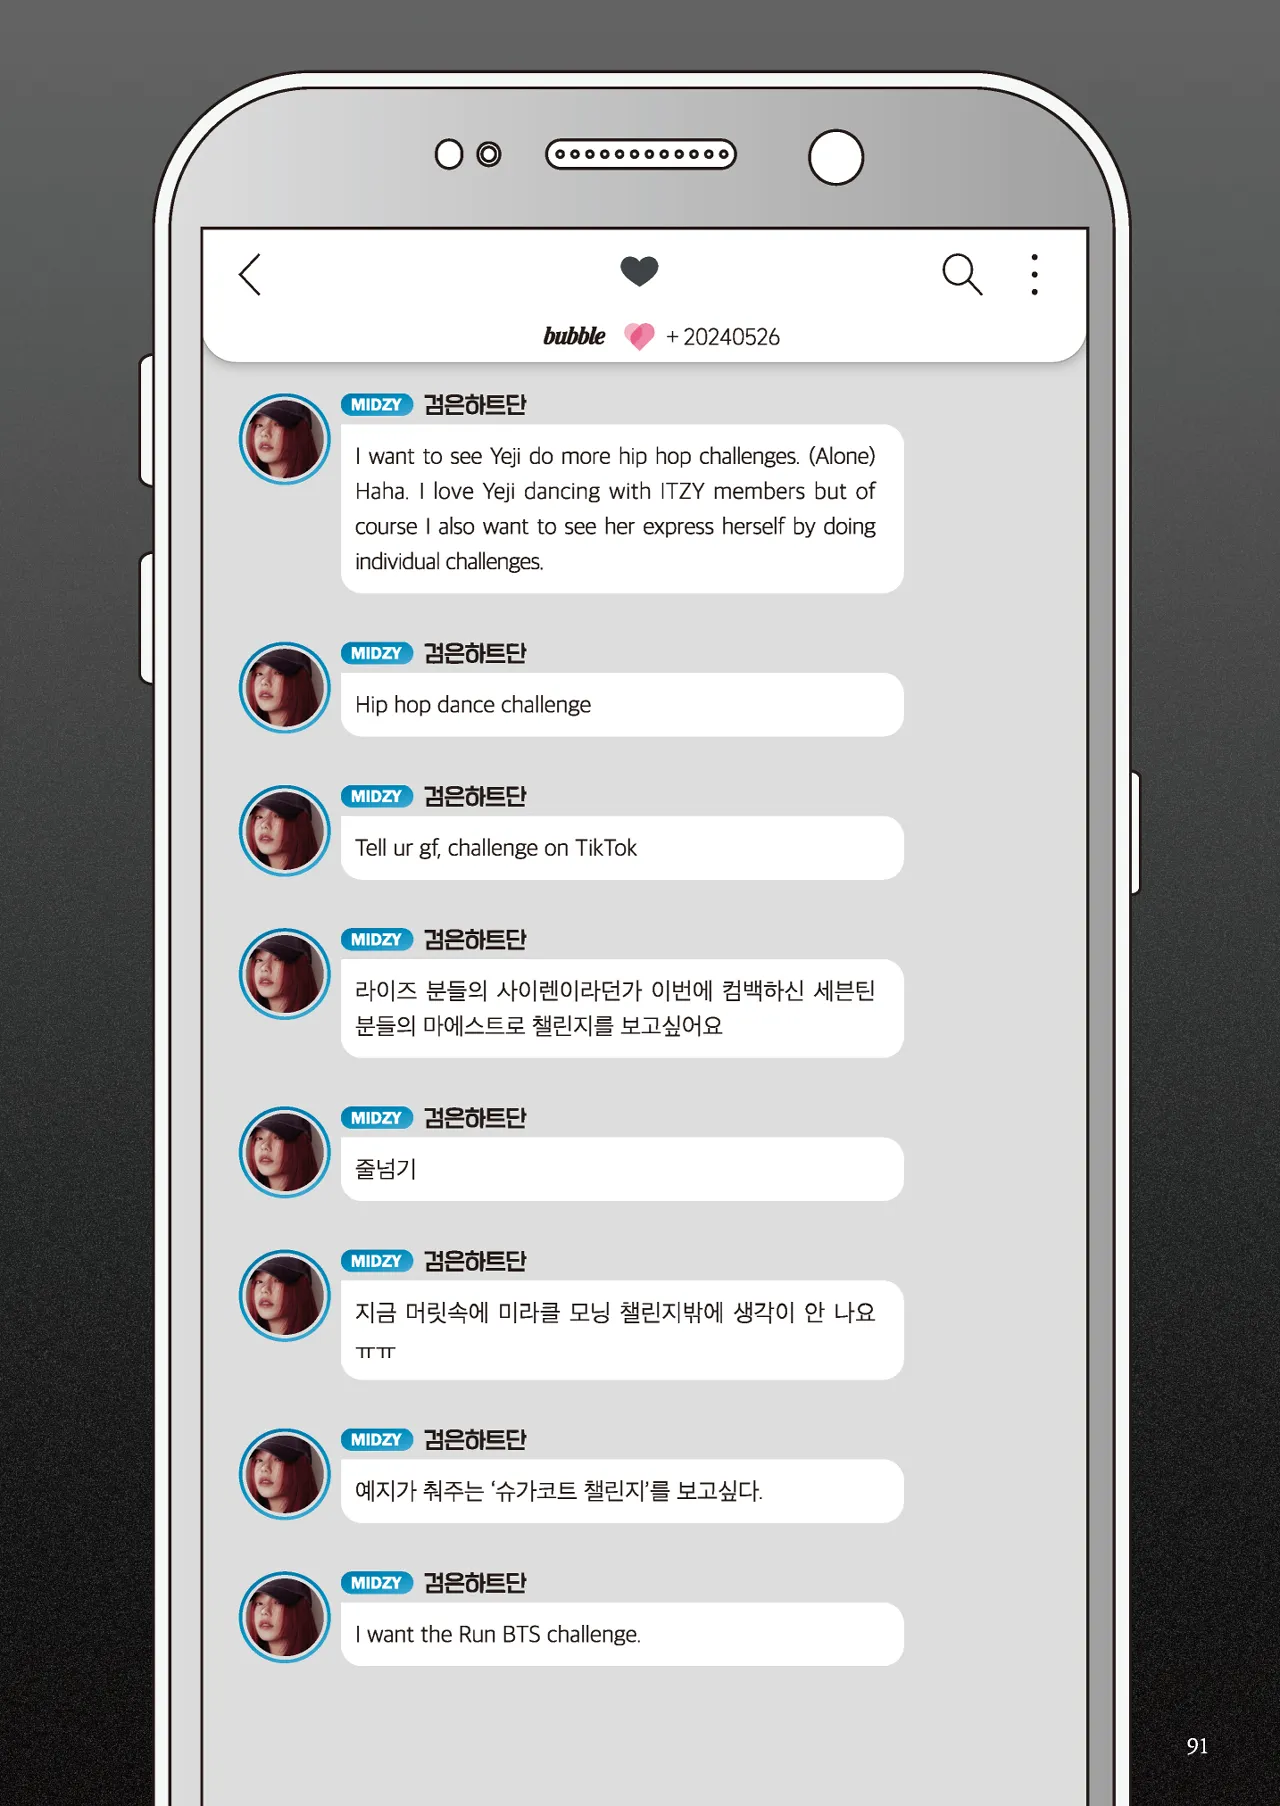 bubble + 20240526
MIDZY 검은하트단
I want to see Yeji do more hip hop challenges. (Alone)
Haha. I love Yeji dancing with ITZY members but of
course I also want to see her express herself by doing
individual challenges.
MIDZY 검은하트단
Hip hop dance challenge
MIDZY 검은하트단
Tell ur gf, challenge on TikTok
MIDZY 검은하트단
라이즈 분들의 사이렌이라던가 이번에 컴백하신 세븐틴
분들의 마에스트로 챌린지를 보고싶어요
MIDZY 검은하트단
줄넘기
MIDZY 검은하트단
지금 머릿속에 미라클 모닝 챌린지밖에 생각이 안 나요
ㅠㅠ
MIDZY 검은하트단
예지가 춰주는 ‘슈가코트 챌린지’를 보고싶다.
MIDZY 검은하트단
I want the Run BTS challenge.
91